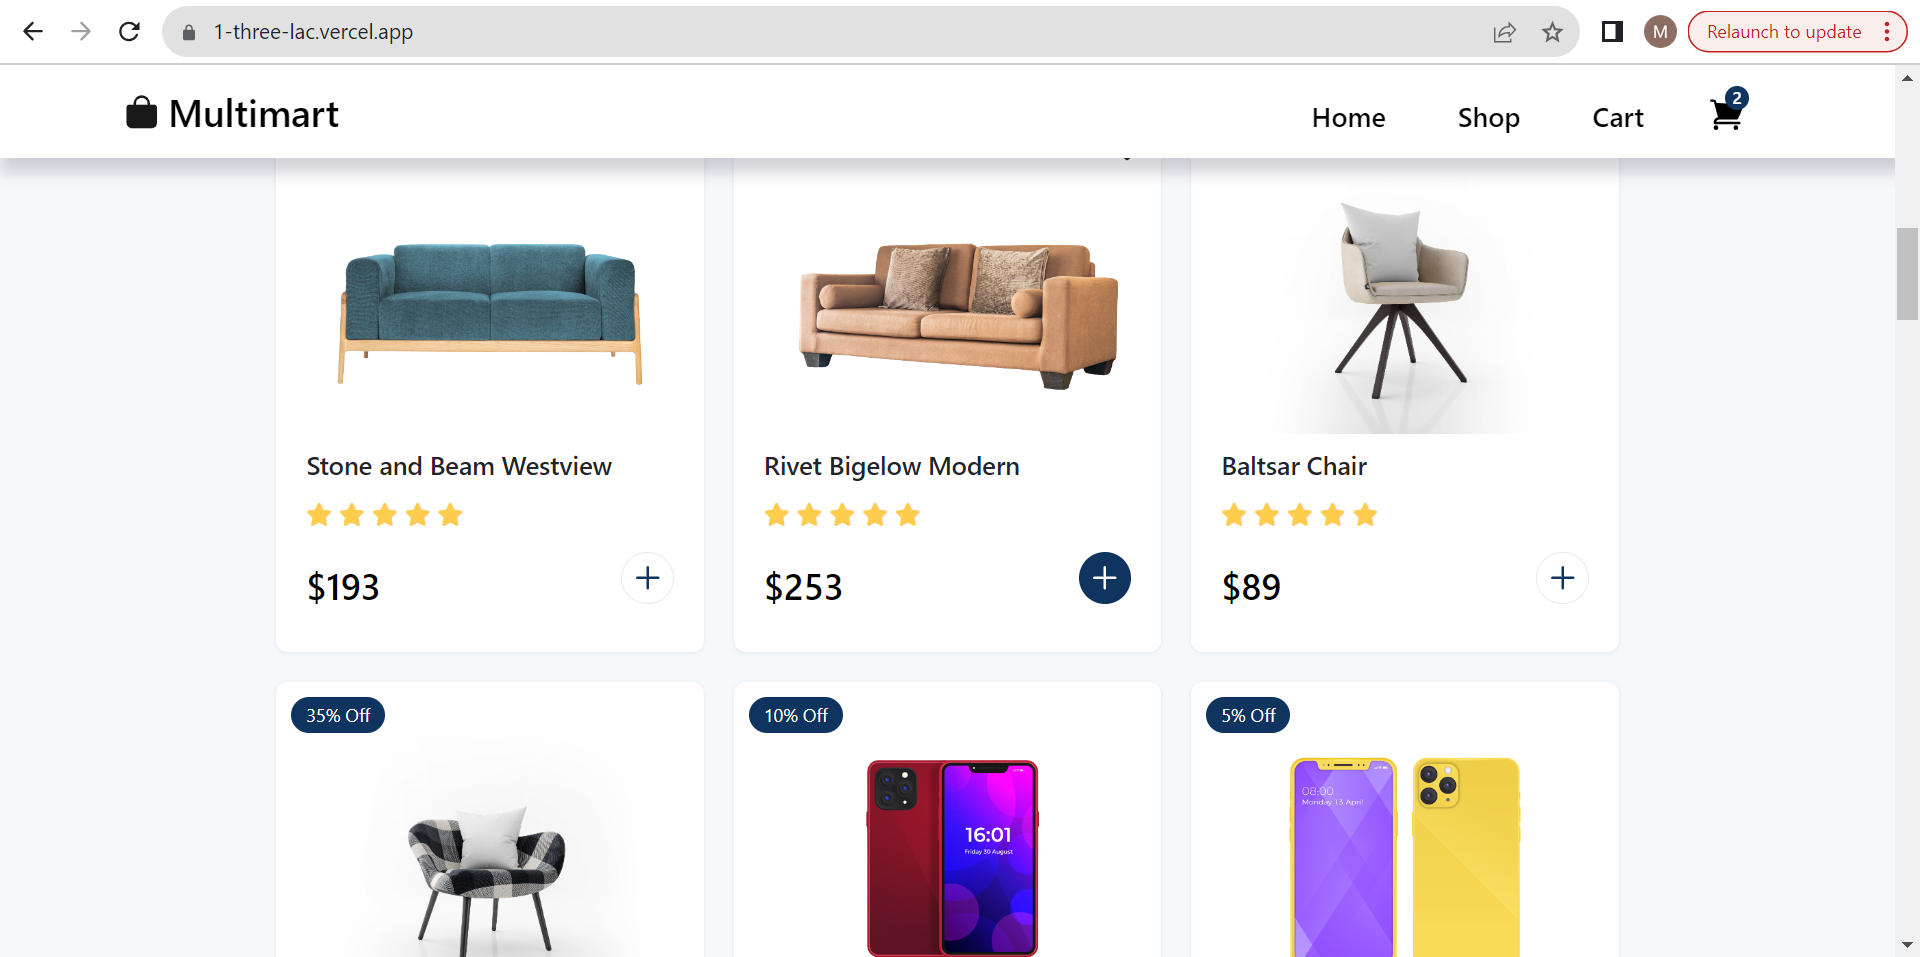 1-three-lac.vercel.app
M
Relaunch to update
Multimart
Home
Shop
Cart
2
Stone and Beam Westview
Rivet Bigelow Modern
Baltsar Chair
$193
$253
$89
35% Off
10% Off
5% Off
16:01
Friday 30 August
08:00
Monday 13 April